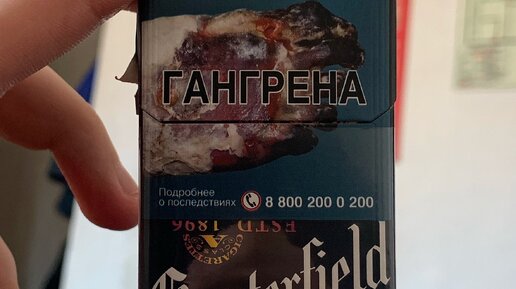 ГАНГРЕНА
Подробнее
о последствиях
8 800 200 0 200
ESTD 1896
CIGARETTES
Chesterfield